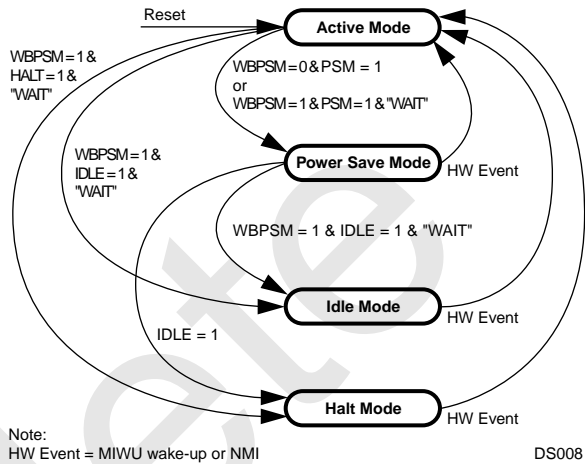 Reset
Active Mode
WBPSM = 1 &
HALT = 1 &
"WAIT"
WBPSM = 0 & PSM = 1
or
WBPSM = 1 & PSM = 1 & "WAIT"
WBPSM = 1 &
IDLE = 1 &
"WAIT"
Power Save Mode
HW Event
WBPSM = 1 & IDLE = 1 & "WAIT"
Idle Mode
HW Event
IDLE = 1
Halt Mode
HW Event
Note:
HW Event = MIWU wake-up or NMI
DS008
ete